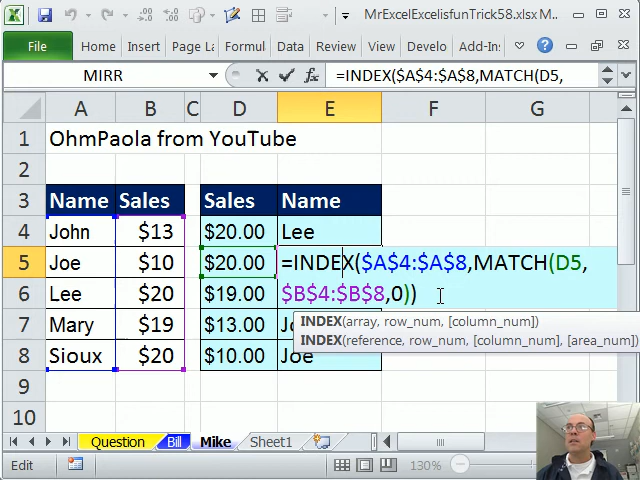 MrExcelExcelisfunTrick58.xlsx M...
File Home Insert Page La Formula Data Review View Develo Add-Ins
MIRR =INDEX($A$4:$A$8,MATCH(D5,
A B C D E F G
1 OhmPaola from YouTube
2
3 Name Sales Sales Name
4 John $13 $20.00 Lee
5 Joe $10 $20.00 =INDEX($A$4:$A$8,MATCH(D5,
6 Lee $20 $19.00 $B$4:$B$8,0))
INDEX(array, row_num, [column_num])
7 Mary $19 $13.00
INDEX(reference, row_num, [column_num], [area_num])
8 Sioux $20 $10.00 Joe
9
10
Question Bill Mike Sheet1
Edit 130%